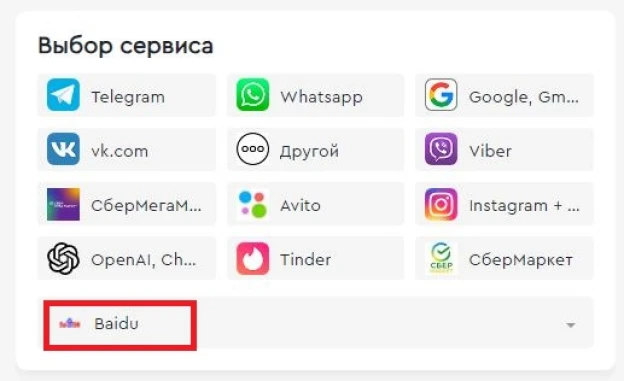 Выбор сервиса
Telegram Whatsapp Google, Gm...
vk.com Другой Viber
СберМегаМ... Avito Instagram + ...
OpenAI, Ch... Tinder СберМаркет
Baidu